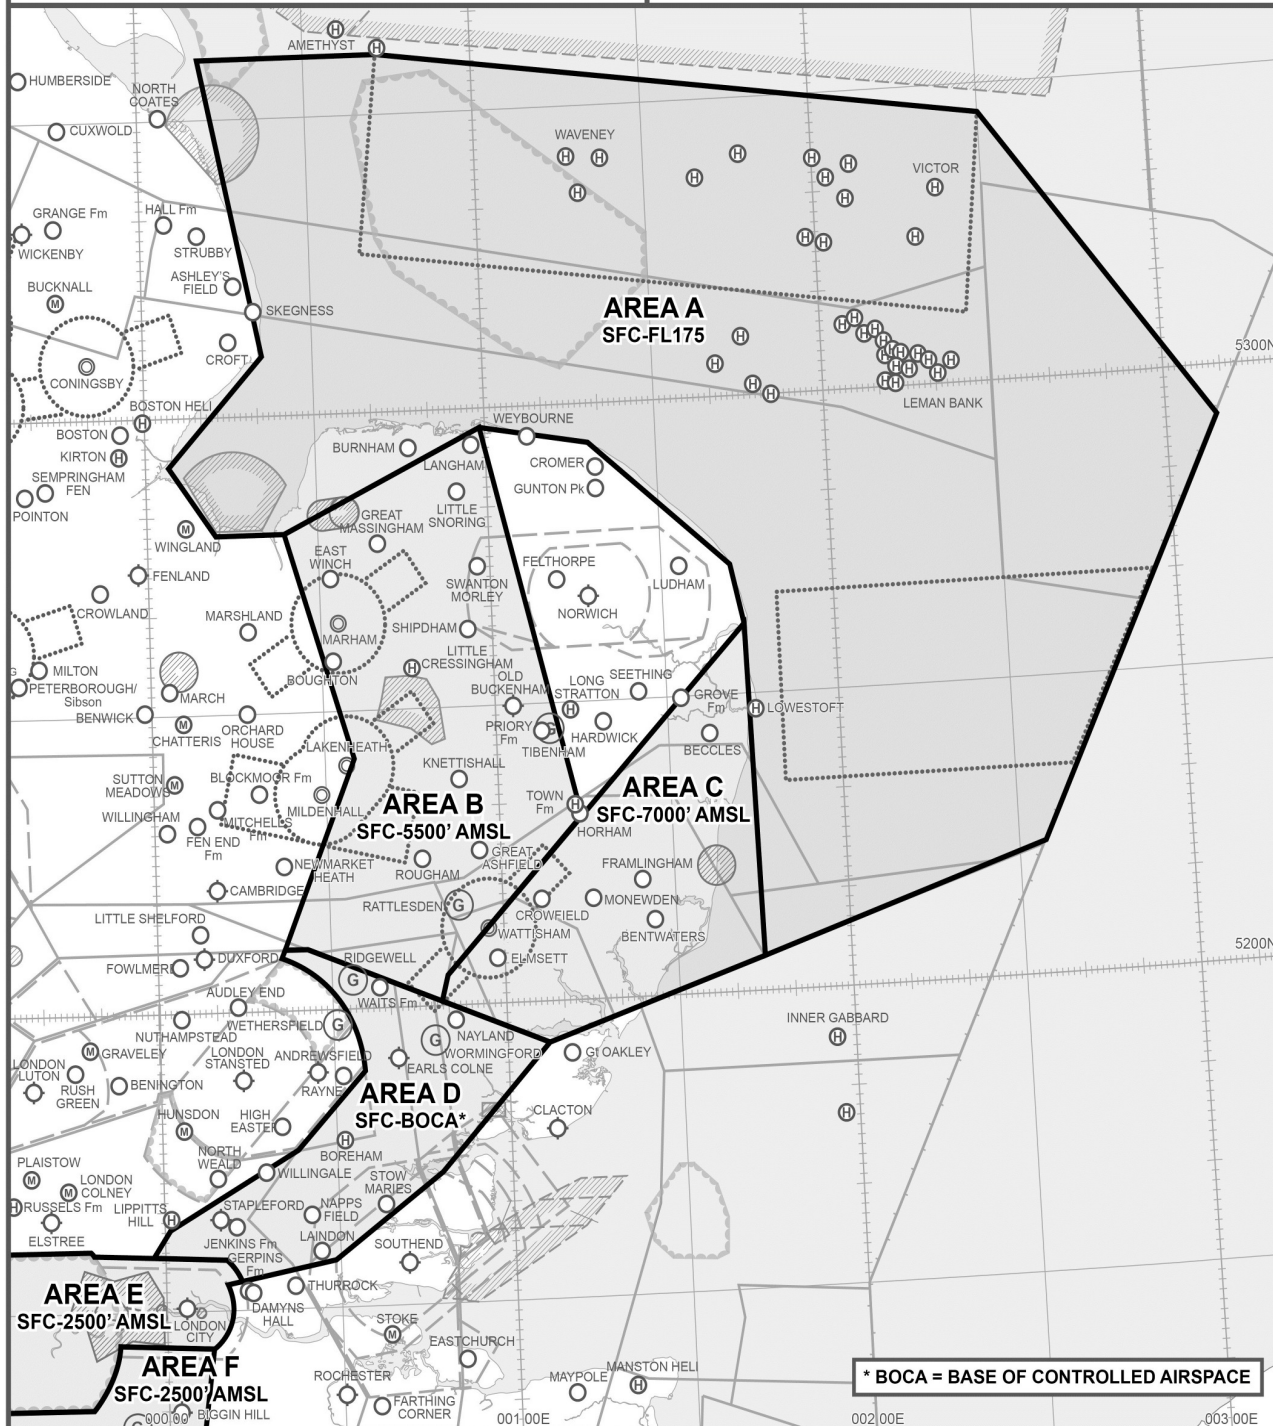 AMETHYST
HUMBERSIDE
NORTH
COATES
CUXWOLD
WAVENEY
VICTOR
GRANGE Fm
HALL Fm
WICKENBY
STRUBBY
ASHLEY'S
FIELD
BUCKNALL
SKEGNESS
AREA A
SFC-FL175
CROFT
CONINGSBY
5300N
LEMAN BANK
BOSTON HELI
BOSTON
KIRTON
SEMPRINGHAM
FEN
POINTON
WEYBOURNE
BURNHAM
LANGHAM
CROMER
GUNTON Pk
LITTLE
SNORING
GREAT
MASSINGHAM
WINGLAND
EAST
WINCH
FELTHORPE
LUDHAM
FENLAND
SWANTON
MORLEY
NORWICH
CROWLAND
MARSHLAND
MARHAM
SHIPDHAM
LITTLE
CRESSINGHAM
MILTON
PETERBOROUGH/
Sibson
MARCH
BOUGHTON
OLD
BUCKENHAM
LONG
STRATTON
SEETHING
GROVE
Fm
LOWESTOFT
BENWICK
CHATTERIS
ORCHARD
HOUSE
PRIORY
Fm
TIBENHAM
HARDWICK
BECCLES
LAKENHEATH
SUTTON
MEADOWS
BLOCKMOOR Fm
KNETTISHALL
AREA B
SFC-5500' AMSL
AREA C
SFC-7000' AMSL
TOWN
Fm
HORHAM
WILLINGHAM
MITCHELLS
Fm
MILDENHALL
FEN END
Fm
NEWMARKET
HEATH
ROUGHAM
GREAT
ASHFIELD
FRAMLINGHAM
CAMBRIDGE
RATTLESDEN
CROWFIELD
MONEWDEN
BENTWATERS
LITTLE SHELFORD
WATTISHAM
ELMSETT
5200N
FOWLMERE
DUXFORD
RIDGEWELL
WAITS Fm
AUDLEY END
NUTHAMPSTEAD
WETHERSFIELD
NAYLAND
WORMINGFORD
INNER GABBARD
GRAVELEY
LONDON
STANSTED
ANDREWSFIELD
EARLS COLNE
Gt OAKLEY
LONDON
LUTON
RUSH
GREEN
BENINGTON
RAYNE
AREA D
SFC-BOCA*
HUNSDON
HIGH
EASTER
CLACTON
BOREHAM
NORTH
WEALD
WILLINGALE
PLAISTOW
LONDON
COLNEY
STOW
MARIES
RUSSELS Fm
LIPPITTS
HILL
STAPLEFORD
NAPPS
FIELD
ELSTREE
JENKINS Fm
GERPINS
Fm
LAINDON
SOUTHEND
AREA E
SFC-2500' AMSL
LONDON
CITY
DAMYNS
HALL
THURROCK
STOKE
EASTCHURCH
AREA F
SFC-2500' AMSL
ROCHESTER
FARTHING
CORNER
MAYPOLE
MANSTON HELI
* BOCA = BASE OF CONTROLLED AIRSPACE
000 00
BIGGIN HILL
001 00E
002 00E
003 00E